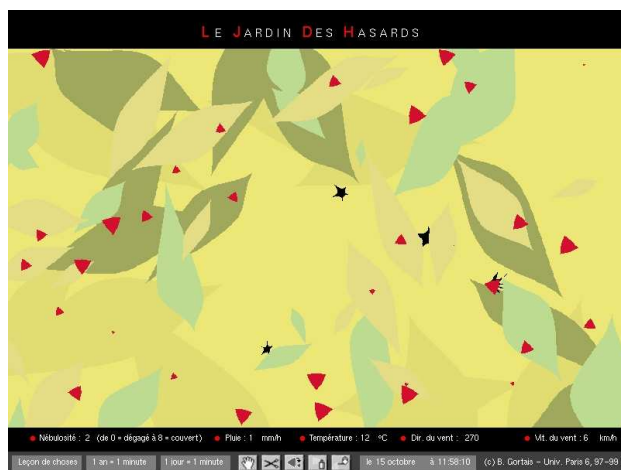 LE JARDIN DES HASARDS
Nébulosité : 2 (de 0 = dégagé à 8 = couvert) Pluie : 1 mm/h Température : 12 ºC Dir. du vent : 270 Vit. du vent : 6 km/h
Leçon de choses 1 an = 1 minute 1 jour = 1 minute le 15 octobre à 11:58:10 (c) B. Gortais - Univ. Paris 6, 97-99